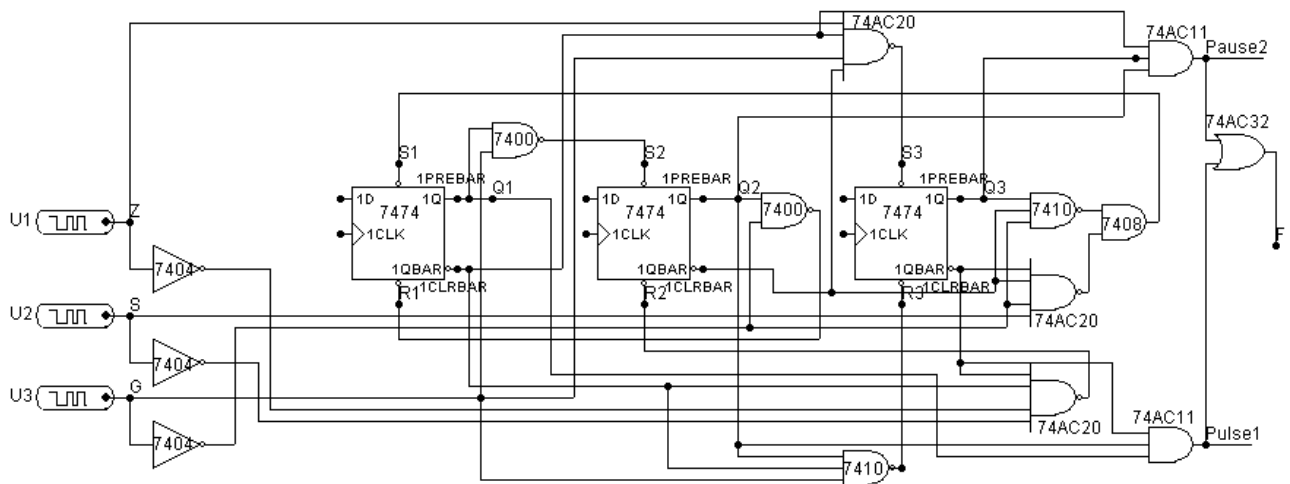 74AC20
74AC11
Pause2
7400
74AC32
S1
S2
S3
1PREBAR
1PREBAR
1PREBAR
1D
1Q
Q1
1D
1Q
Q2
1D
1Q
Q3
7474
7474
7474
7400
7410
7408
U1
Z
1CLK
1CLK
1CLK
F
7404
1QBAR
1QBAR
1QBAR
R1
1CLRBAR
R2
1CLRBAR
R3
1CLRBAR
U2
S
74AC20
7404
U3
G
74AC20
74AC11
7404
Pulse1
7410